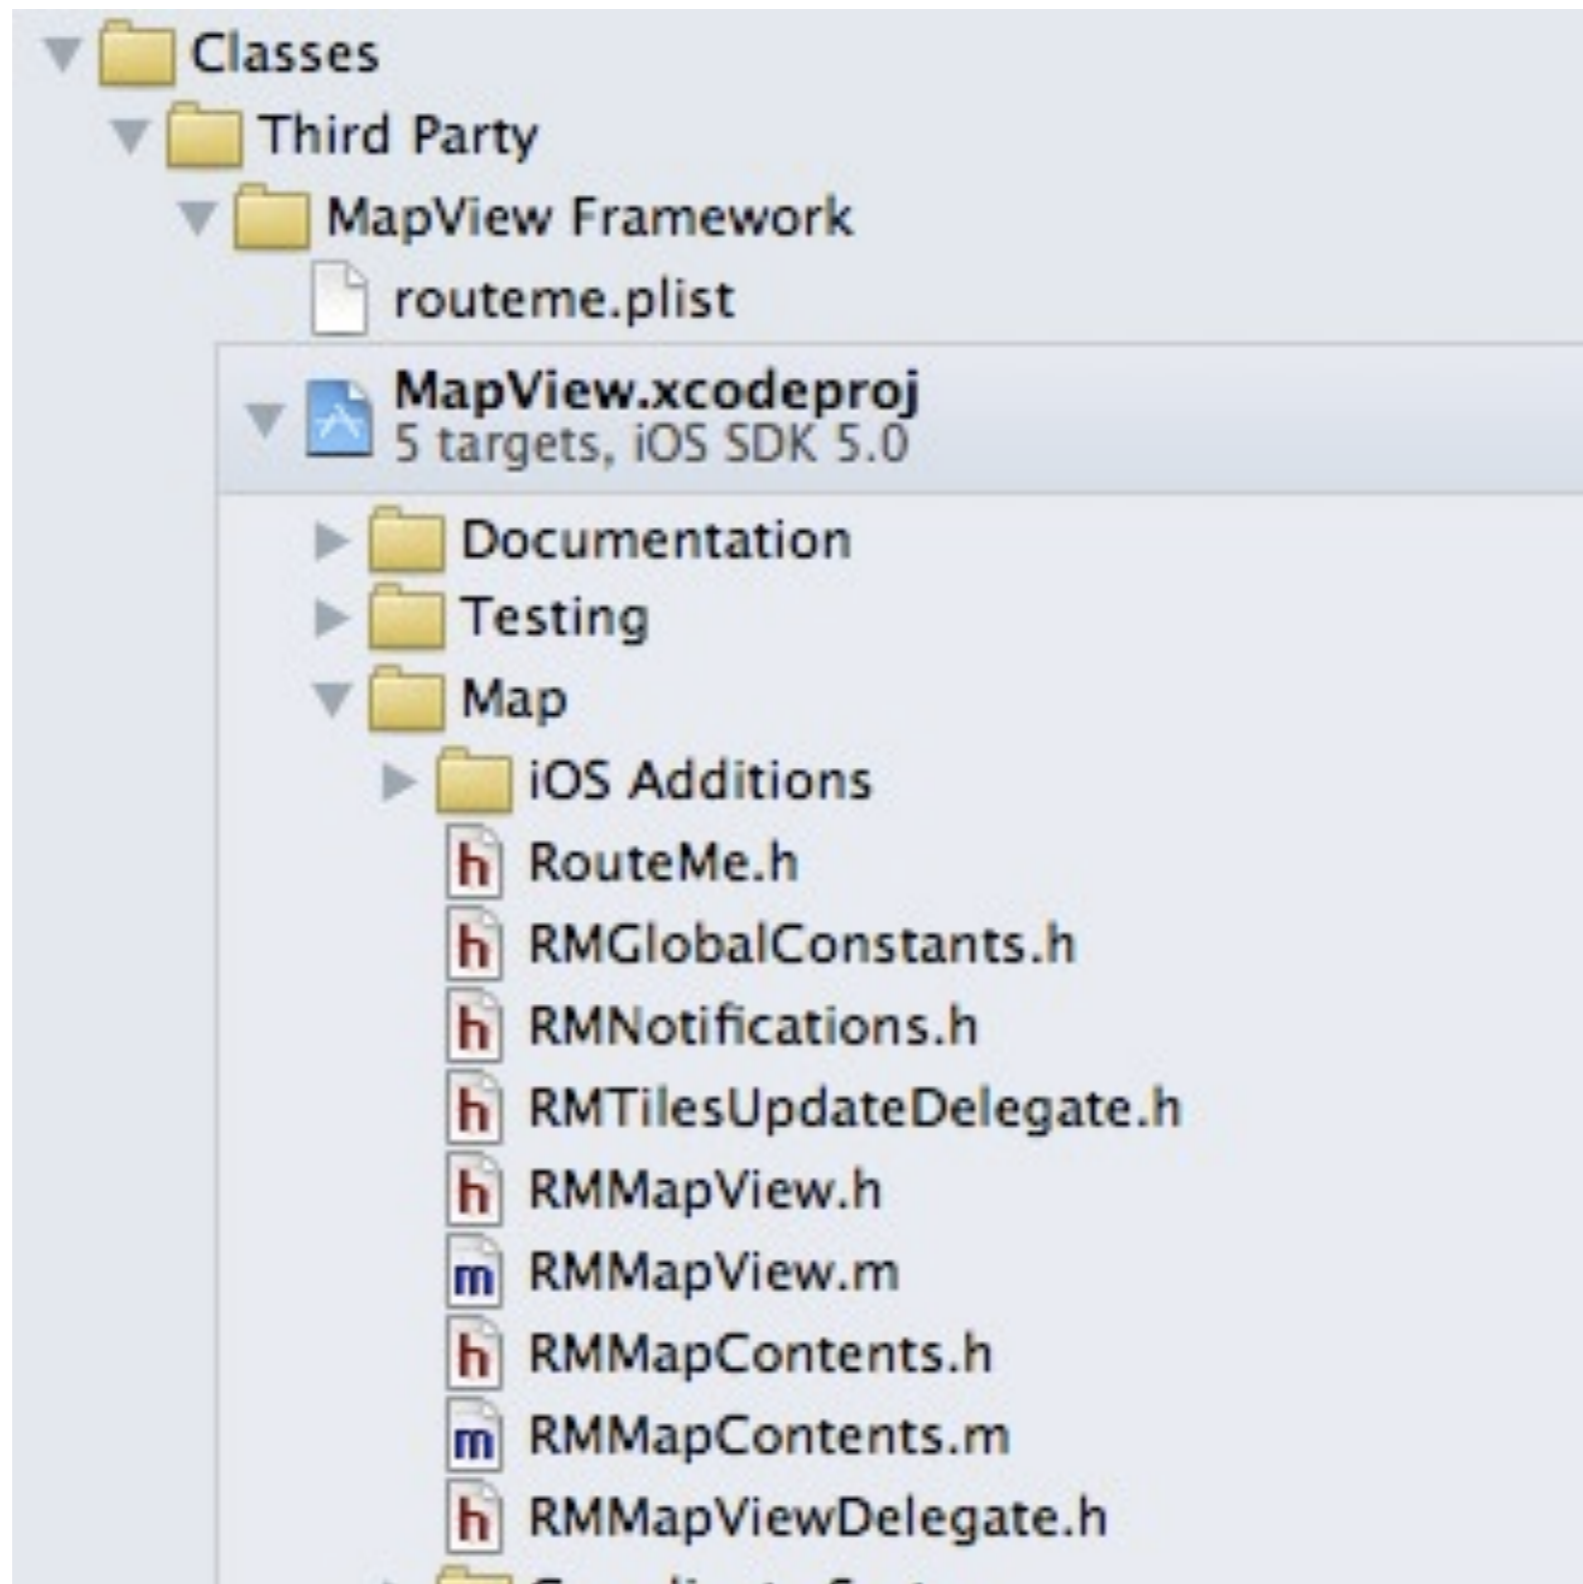 Classes
Third Party
MapView Framework
routeme.plist
MapView.xcodeproj
5 targets, iOS SDK 5.0
Documentation
Testing
Map
iOS Additions
h RouteMe.h
h RMGlobalConstants.h
h RMNotifications.h
h RMTilesUpdateDelegate.h
h RMMapView.h
m RMMapView.m
h RMMapContents.h
m RMMapContents.m
h RMMapViewDelegate.h